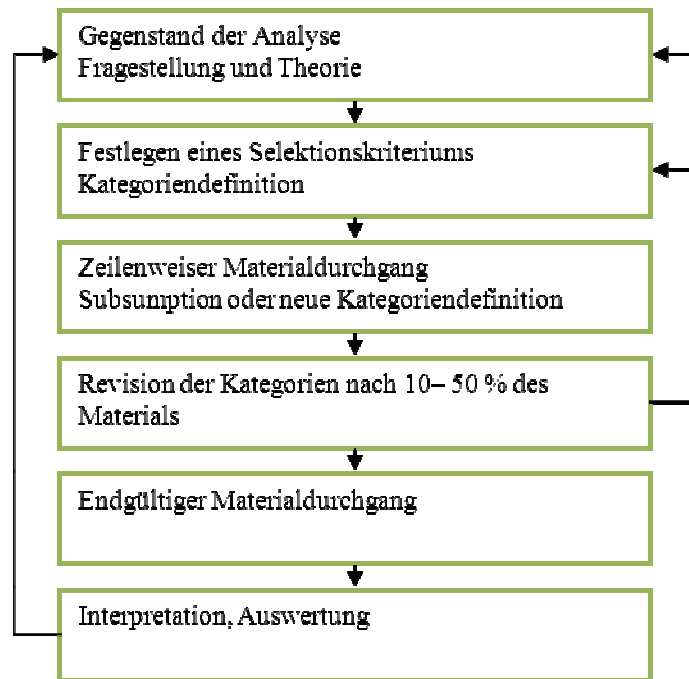 Gegenstand der Analyse
Fragestellung und Theorie
Festlegen eines Selektionskriteriums
Kategoriendefinition
Zeilenweiser Materialdurchgang
Subsumption oder neue Kategoriendefinition
Revision der Kategorien nach 10– 50 % des
Materials
Endgültiger Materialdurchgang
Interpretation, Auswertung